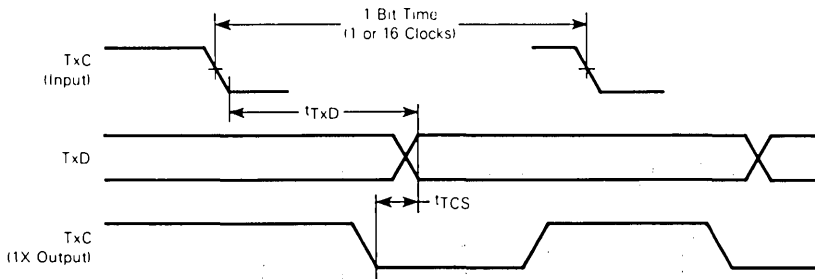 1 Bit Time
(1 or 16 Clocks)
TxC
(Input)
tTxD
TxD
tTCS
TxC
(1X Output)